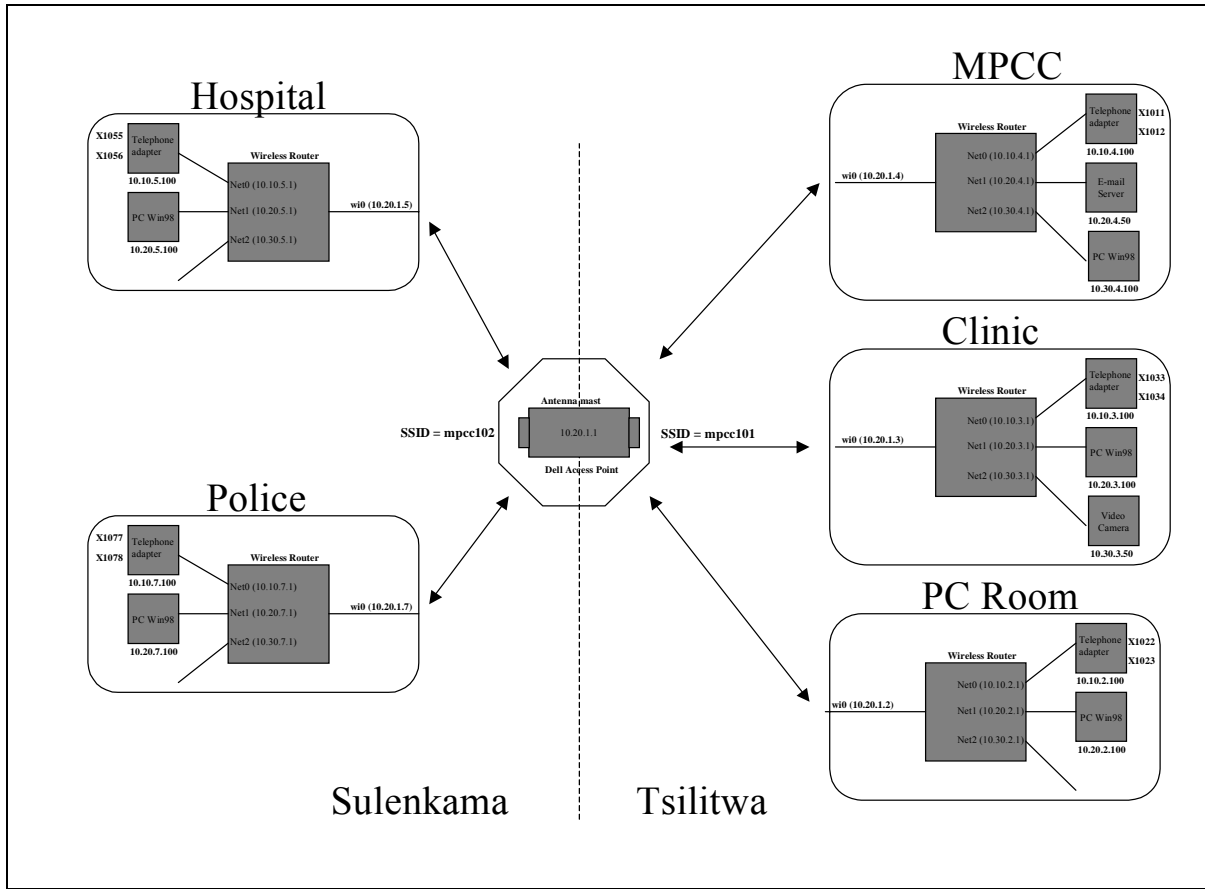 Hospital
X1055
X1056
Telephone
adapter
10.10.5.100
PC Win98
10.20.5.100
Wireless Router
Net0 (10.10.5.1)
Net1 (10.20.5.1)
Net2 (10.30.5.1)
wi0 (10.20.1.5)
MPCC
Wireless Router
wi0 (10.20.1.4)
Net0 (10.10.4.1)
Net1 (10.20.4.1)
Net2 (10.30.4.1)
Telephone
adapter
X1011
X1012
10.10.4.100
E-mail
Server
10.20.4.50
PC Win98
10.30.4.100
SSID = mpcc102
Antenna mast
10.20.1.1
Dell Access Point
SSID = mpcc101
Clinic
Wireless Router
wi0 (10.20.1.3)
Net0 (10.10.3.1)
Net1 (10.20.3.1)
Net2 (10.30.3.1)
Telephone
adapter
X1033
X1034
10.10.3.100
PC Win98
10.20.3.100
Video
Camera
10.30.3.50
Police
X1077
X1078
Telephone
adapter
10.10.7.100
PC Win98
10.20.7.100
Wireless Router
Net0 (10.10.7.1)
Net1 (10.20.7.1)
Net2 (10.30.7.1)
wi0 (10.20.1.7)
PC Room
Wireless Router
wi0 (10.20.1.2)
Net0 (10.10.2.1)
Net1 (10.20.2.1)
Net2 (10.30.2.1)
Telephone
adapter
X1022
X1023
10.10.2.100
PC Win98
10.20.2.100
Sulenkama
Tsilitwa